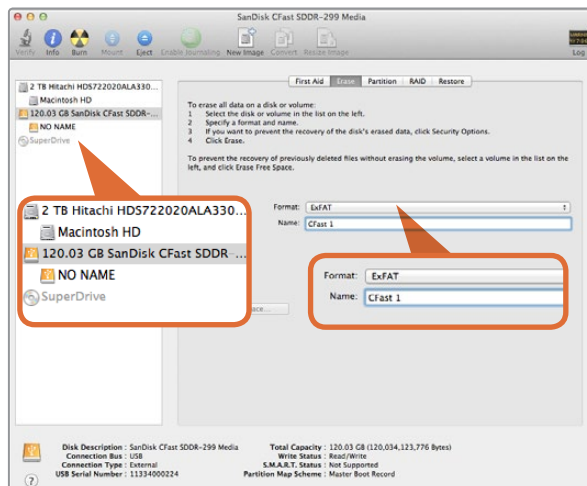 SanDisk CFast SDDR-299 Media
Verify Info Burn Mount Eject Enable Journaling New Image Convert Resize Image Log
First Aid Erase Partition RAID Restore
2 TB Hitachi HDS722020ALA330...
Macintosh HD
120.03 GB SanDisk CFast SDDR-...
NO NAME
SuperDrive
To erase all data on a disk or volume:
1 Select the disk or volume in the list on the left.
2 Specify a format and name.
3 If you want to prevent the recovery of the disk's erased data, click Security Options.
4 Click Erase.
To prevent the recovery of previously deleted files without erasing the volume, select a volume in the list on the
left, and click Erase Free Space.
Format: ExFAT
Name: CFast 1
2 TB Hitachi HDS722020ALA330...
Macintosh HD
120.03 GB SanDisk CFast SDDR-...
NO NAME
SuperDrive
Format: ExFAT
Name: CFast 1
Disk Description : SanDisk CFast SDDR-299 Media
Connection Bus : USB
Connection Type : External
USB Serial Number : 11334000224
Total Capacity : 120.03 GB (120,034,123,776 Bytes)
Write Status : Read/Write
S.M.A.R.T. Status : Not Supported
Partition Map Scheme : Master Boot Record
?